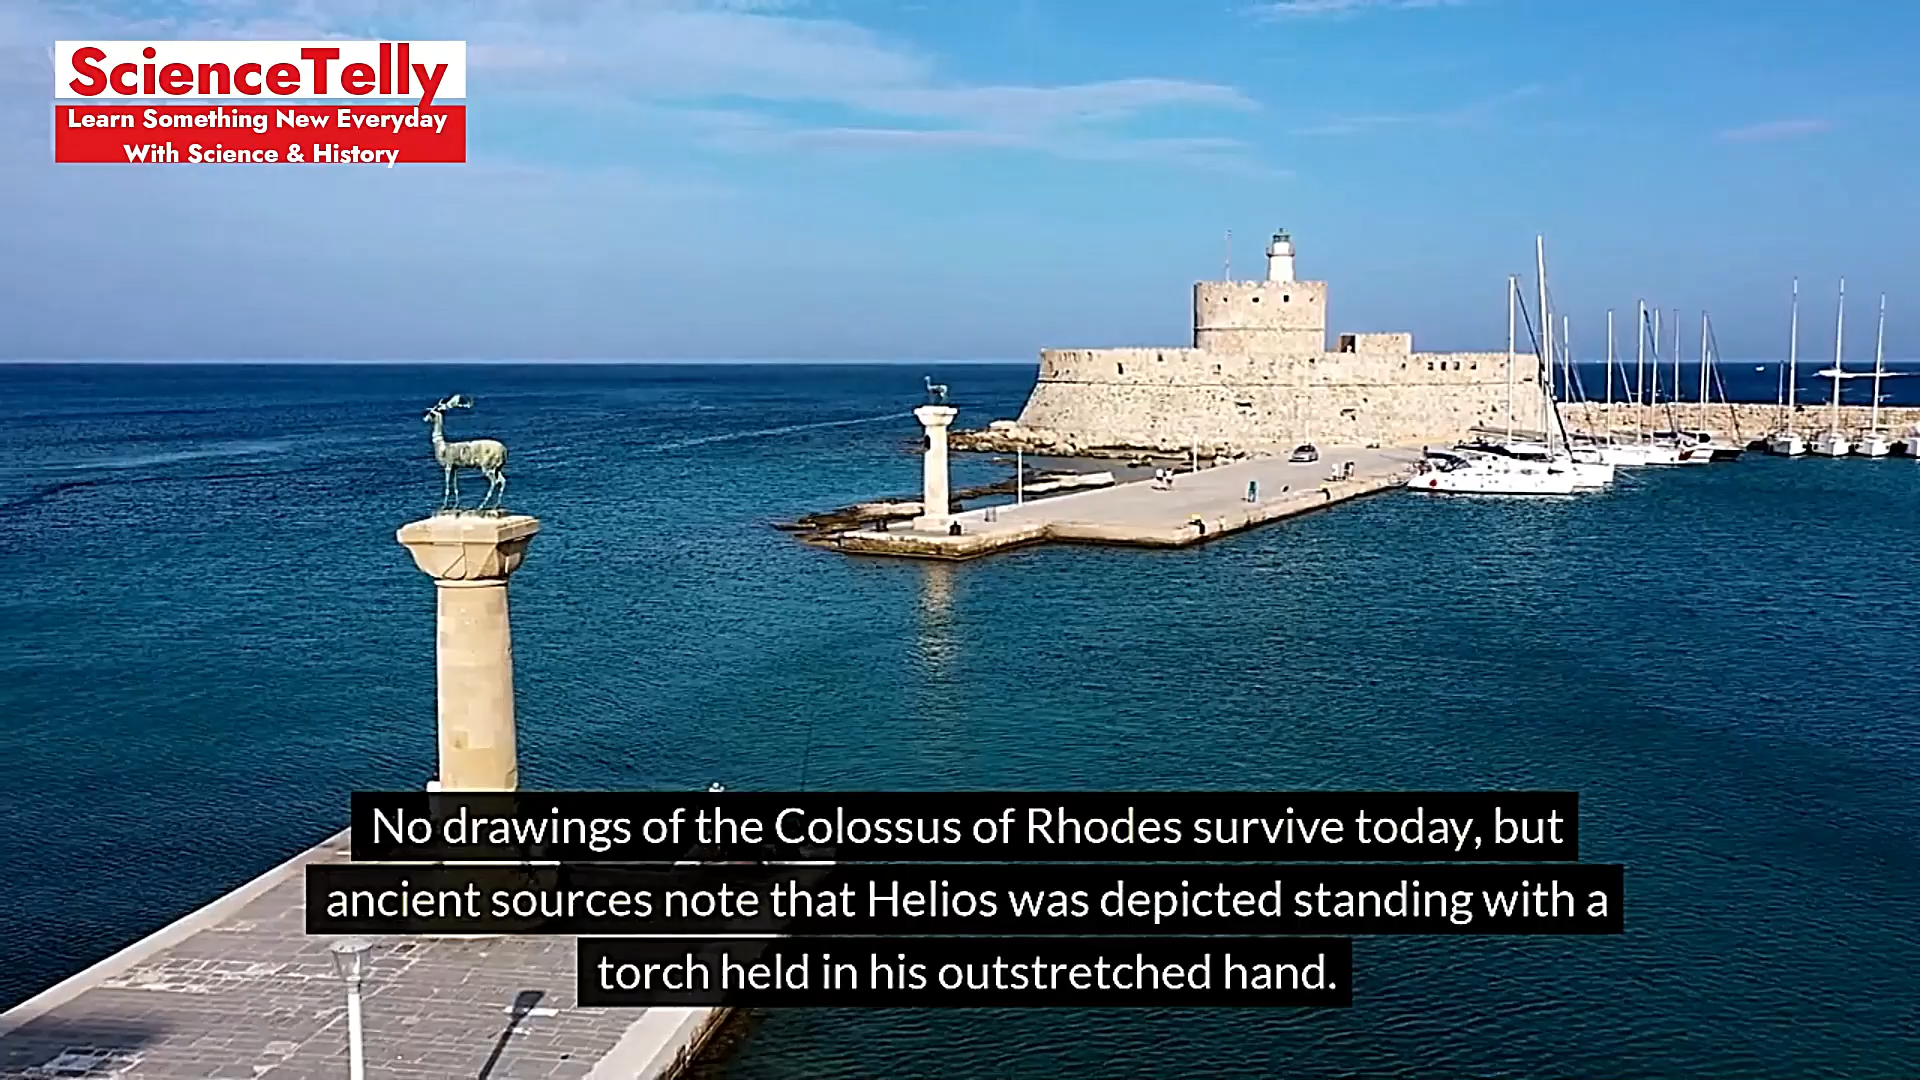 ScienceTelly
Learn Something New Everyday
With Science & History
No drawings of the Colossus of Rhodes survive today, but
ancient sources note that Helios was depicted standing with a
torch held in his outstretched hand.